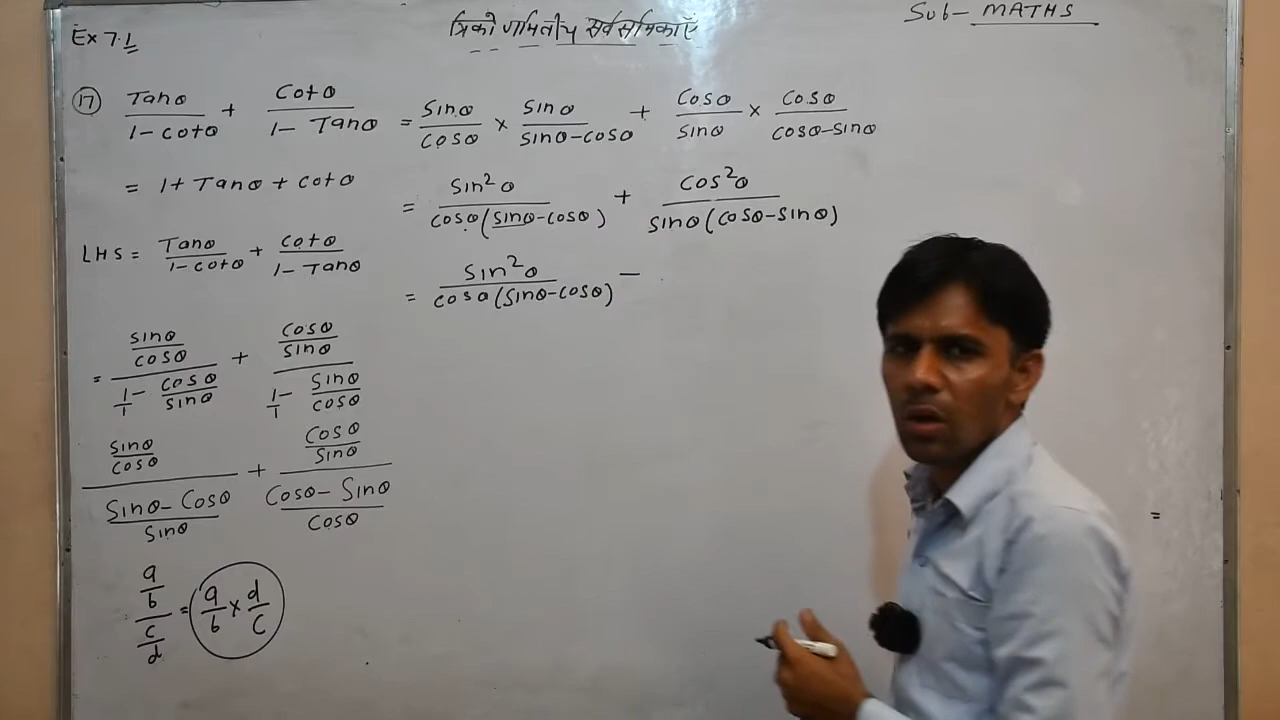 Ex 7.1
त्रिकोणमितीय सर्वसमिकाएँ
Sub- MATHS
(17) Tanθ/(1-cotθ) + Cotθ/(1-Tanθ)
= 1+Tanθ+cotθ
LHS = Tanθ/(1-cotθ) + Cotθ/(1-Tanθ)
= (sinθ/cosθ)/(1/1 - cosθ/sinθ) + (cosθ/sinθ)/(1/1 - sinθ/cosθ)
(sinθ/cosθ)/((Sinθ-Cosθ)/Sinθ) + (Cosθ/Sinθ)/((Cosθ-Sinθ)/Cosθ)
(a/b)/(c/d) = a/b × d/c
= Sinθ/cosθ × Sinθ/(sinθ-cosθ) + Cosθ/sinθ × Cosθ/(cosθ-sinθ)
= Sin²θ/(cosθ(sinθ-cosθ)) + Cos²θ/(sinθ(cosθ-sinθ))
= Sin²θ/(cosθ(sinθ-cosθ)) -
=